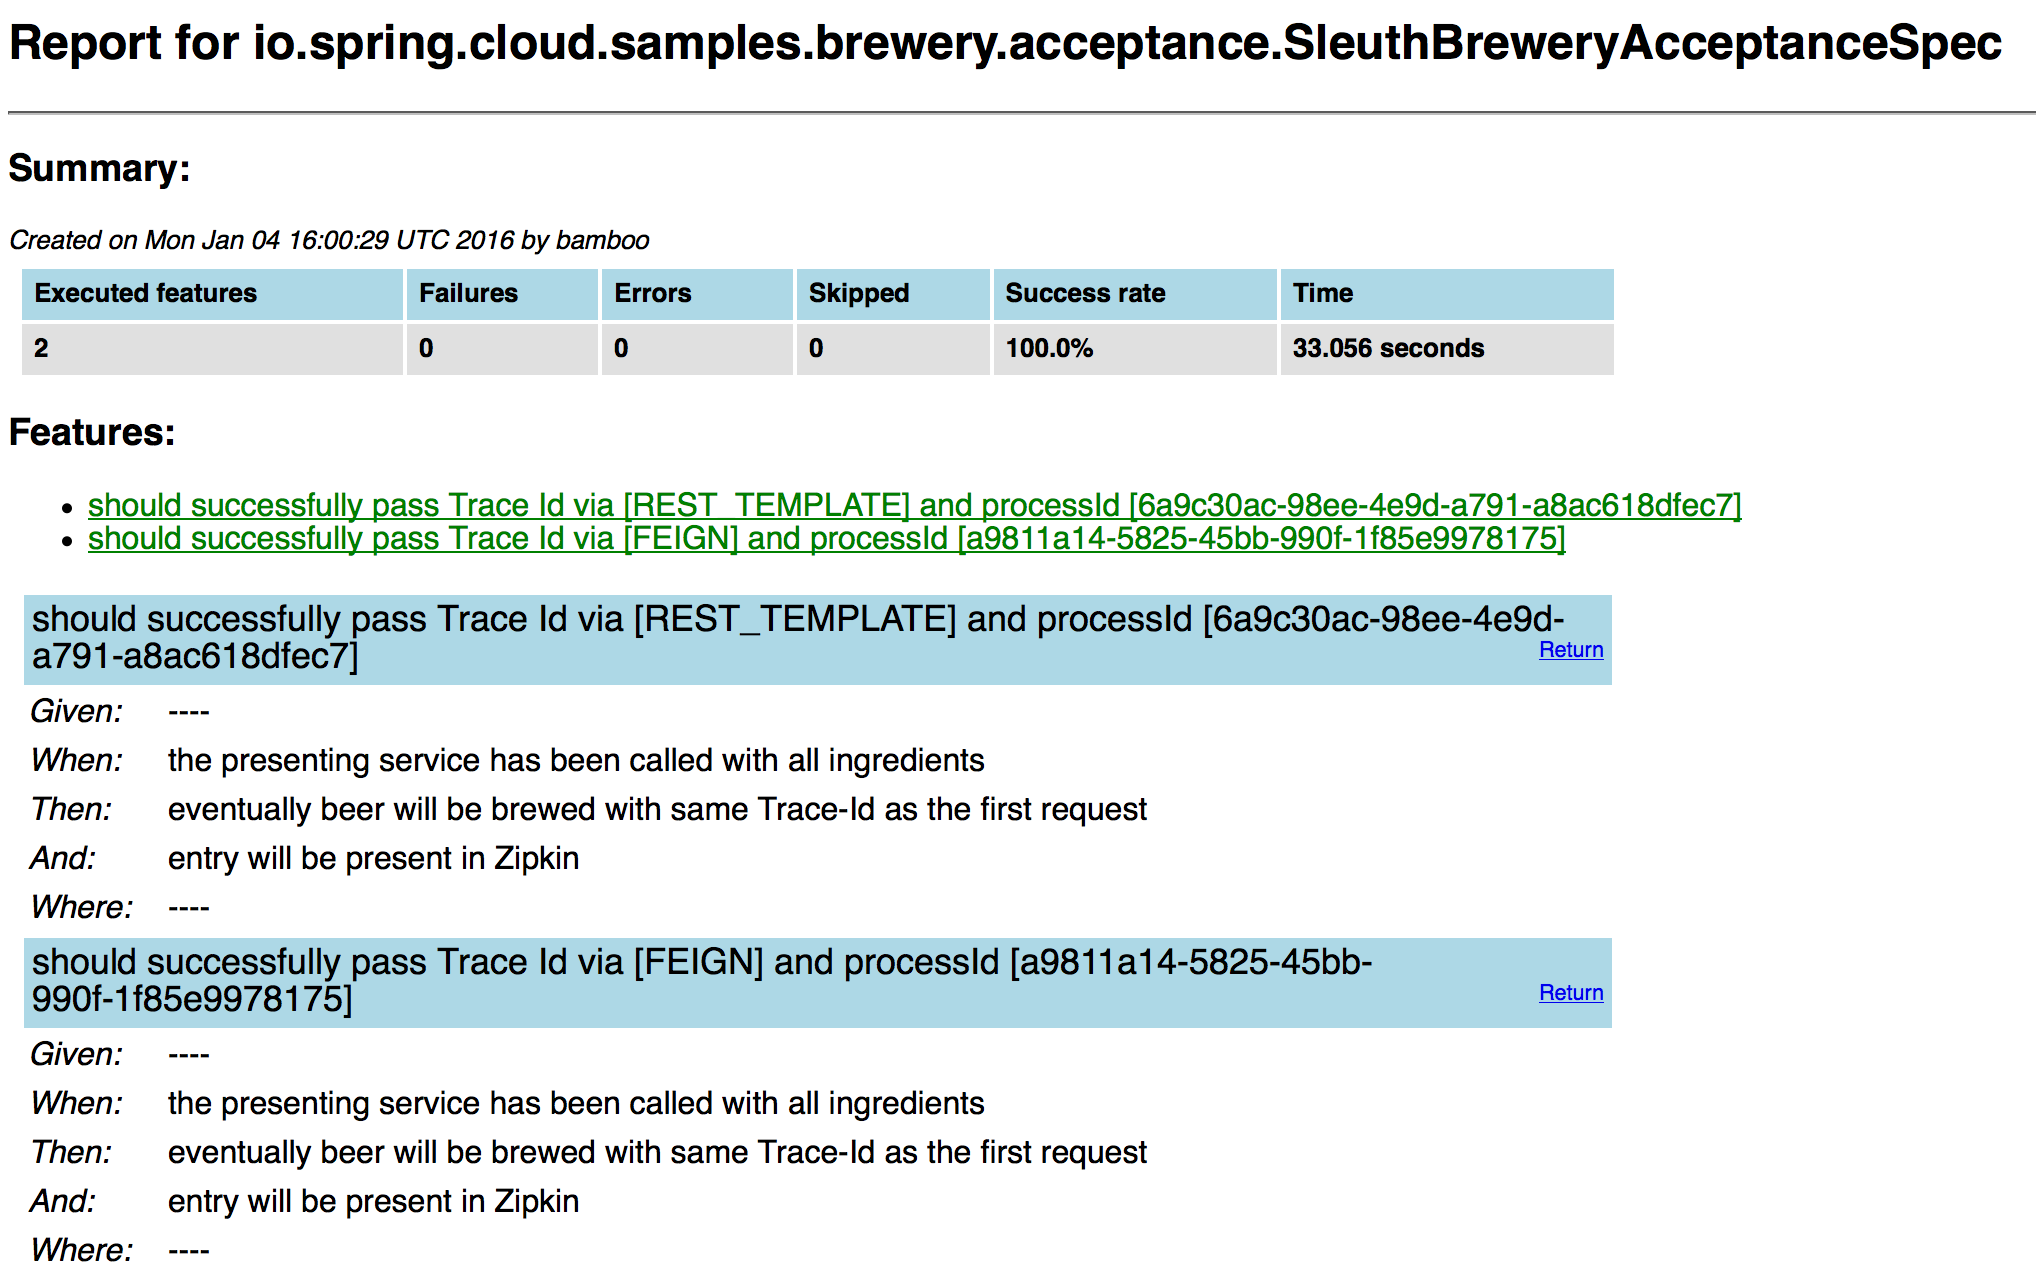 Report for io.spring.cloud.samples.brewery.acceptance.SleuthBreweryAcceptanceSpec
Summary:
Created on Mon Jan 04 16:00:29 UTC 2016 by bamboo
Executed features Failures Errors Skipped Success rate Time
2 0 0 0 100.0% 33.056 seconds
Features:
• should successfully pass Trace Id via [REST_TEMPLATE] and processId [6a9c30ac-98ee-4e9d-a791-a8ac618dfec7]
• should successfully pass Trace Id via [FEIGN] and processId [a9811a14-5825-45bb-990f-1f85e9978175]
should successfully pass Trace Id via [REST_TEMPLATE] and processId [6a9c30ac-98ee-4e9d-
a791-a8ac618dfec7]
Return
Given: ----
When: the presenting service has been called with all ingredients
Then: eventually beer will be brewed with same Trace-Id as the first request
And: entry will be present in Zipkin
Where: ----
should successfully pass Trace Id via [FEIGN] and processId [a9811a14-5825-45bb-
990f-1f85e9978175]
Return
Given: ----
When: the presenting service has been called with all ingredients
Then: eventually beer will be brewed with same Trace-Id as the first request
And: entry will be present in Zipkin
Where: ----